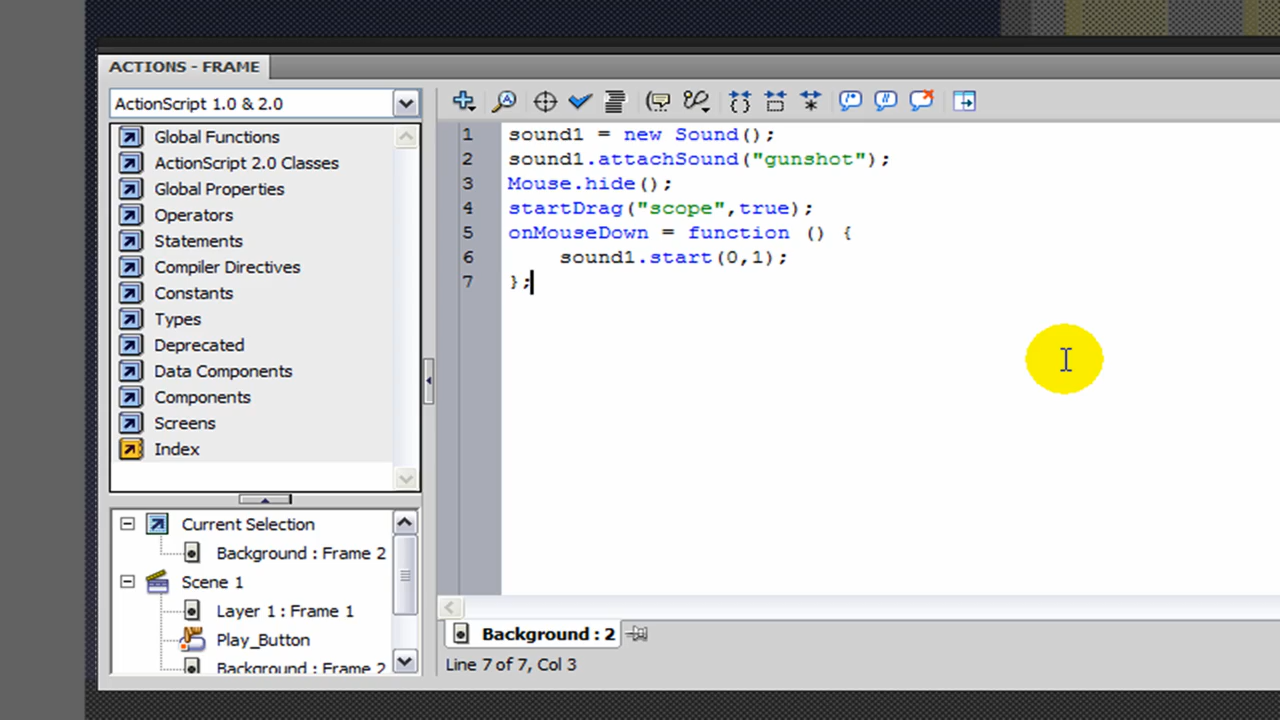 ACTIONS - FRAME
ActionScript 1.0 & 2.0
Global Functions
ActionScript 2.0 Classes
Global Properties
Operators
Statements
Compiler Directives
Constants
Types
Deprecated
Data Components
Components
Screens
Index
Current Selection
Background : Frame 2
Scene 1
Layer 1 : Frame 1
Play_Button
Background : Frame 2
1 sound1 = new Sound();
2 sound1.attachSound("gunshot");
3 Mouse.hide();
4 startDrag("scope",true);
5 onMouseDown = function () {
6 sound1.start(0,1);
7 };
Background : 2
Line 7 of 7, Col 3